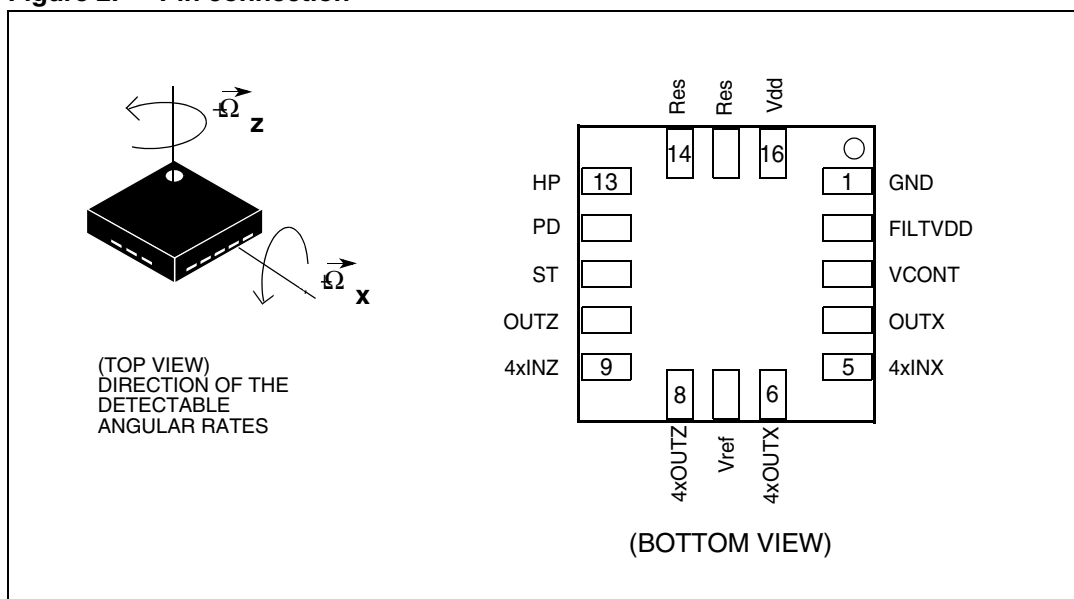 Figure 2. Pin connection
+Ω
z
+Ω
x
(TOP VIEW)
DIRECTION OF THE
DETECTABLE
ANGULAR RATES
Res
Res
Vdd
14
16
HP
13
1
GND
PD
FILTVDD
ST
VCONT
OUTZ
OUTX
4xINZ
9
5
4xINX
8
6
4xOUTZ
Vref
4xOUTX
(BOTTOM VIEW)